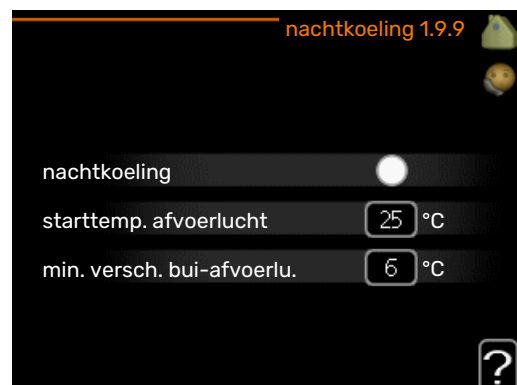 nachtkoeling 1.9.9
nachtkoeling
starttemp. afvoerlucht 25 °C
min. versch. bui-afvoerlu. 6 °C
?